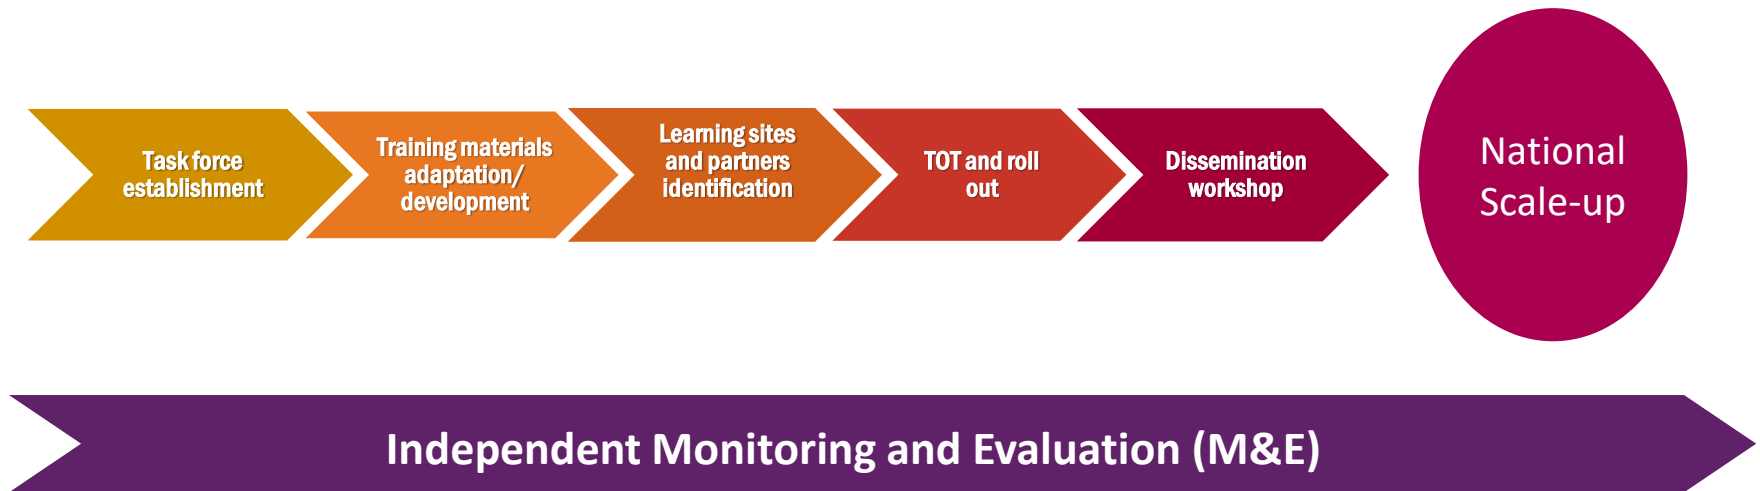 Task force
establishment
Training materials
adaptation/
development
Learning sites
and partners
identification
TOT and roll
out
Dissemination
workshop
National
Scale-up
Independent Monitoring and Evaluation (M&E)